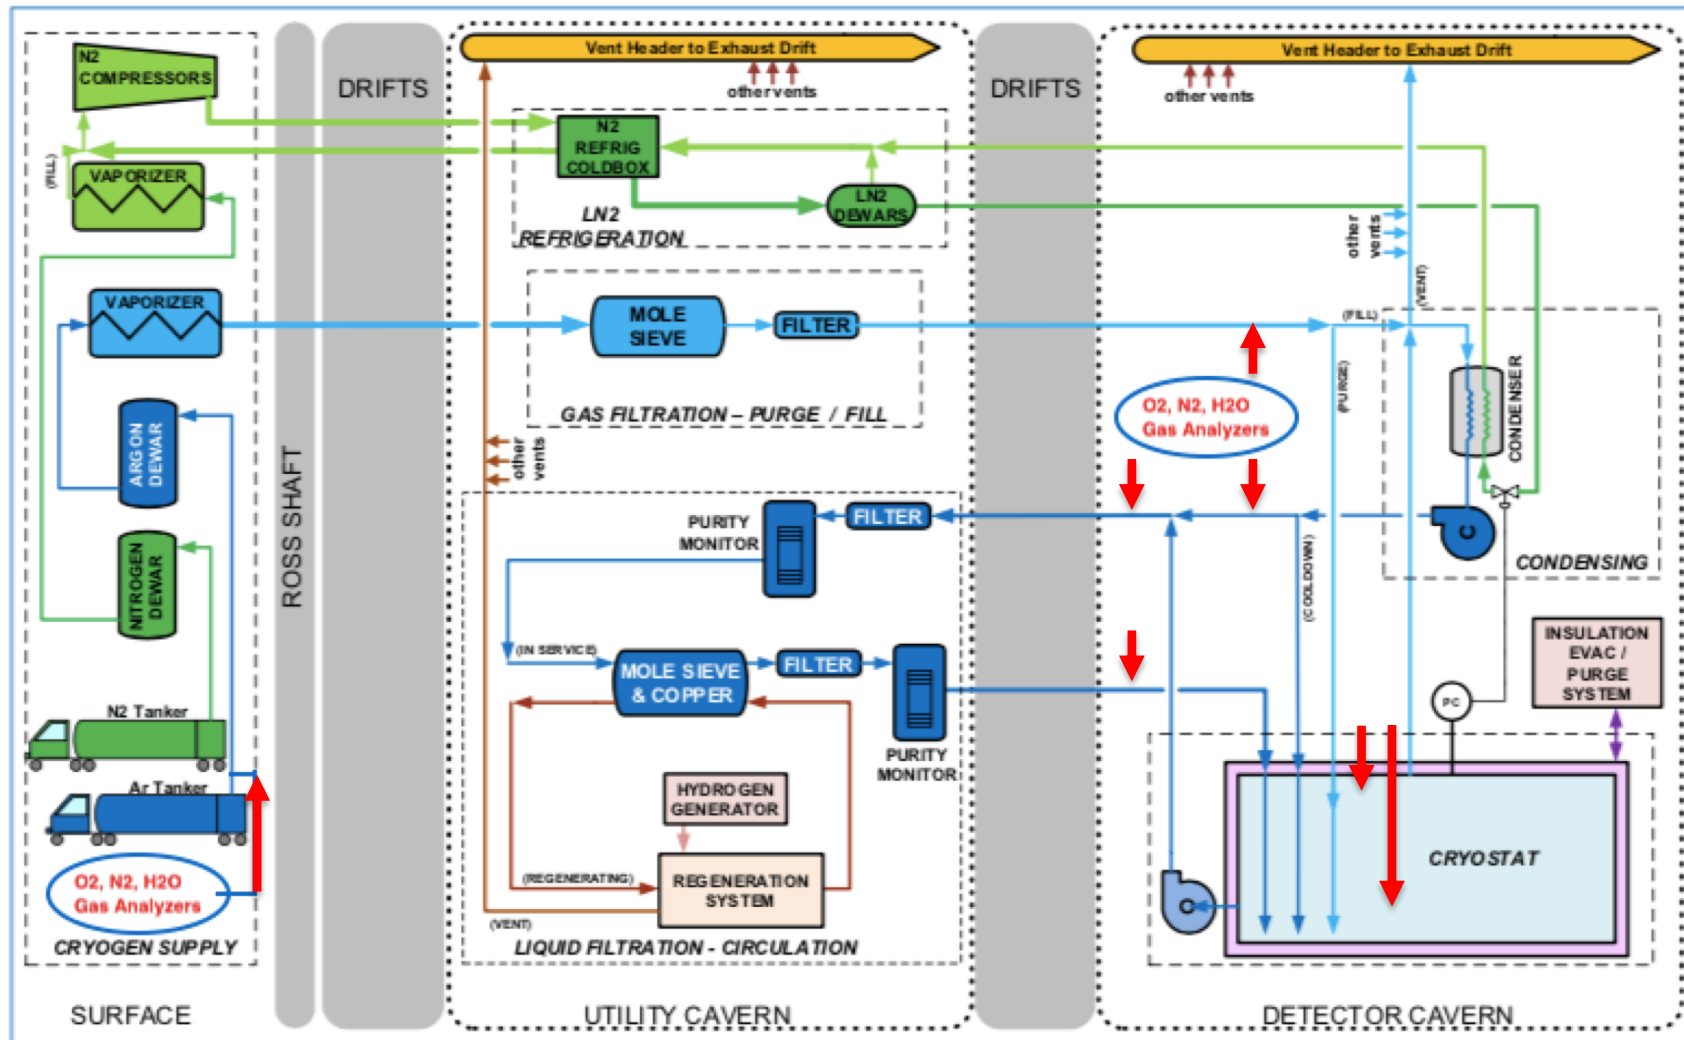 N2
COMPRESSORS
(FILL)
VAPORIZER
VAPORIZER
ARGON
DEWAR
NITROGEN
DEWAR
N2 Tanker
Ar Tanker
O2, N2, H2O
Gas Analyzers
CRYOGEN SUPPLY
SURFACE
ROSS SHAFT
DRIFTS
Vent Header to Exhaust Drift
other vents
N2
REFRIG
COLDBOX
LN2
DEWARS
LN2
REFRIGERATION
MOLE
SIEVE
FILTER
GAS FILTRATION – PURGE / FILL
other
vents
PURITY
MONITOR
FILTER
(IN SERVICE)
MOLE SIEVE
& COPPER
FILTER
PURITY
MONITOR
HYDROGEN
GENERATOR
(REGENERATING)
REGENERATION
SYSTEM
(VENT)
LIQUID FILTRATION - CIRCULATION
UTILITY CAVERN
DRIFTS
Vent Header to Exhaust Drift
other vents
other
vents
(VENT)
(FILL)
(PURGE)
O2, N2, H2O
Gas Analyzers
CONDENSER
C
CONDENSING
(COOLDOWN)
INSULATION
EVAC /
PURGE
SYSTEM
PC
CRYOSTAT
C
DETECTOR CAVERN